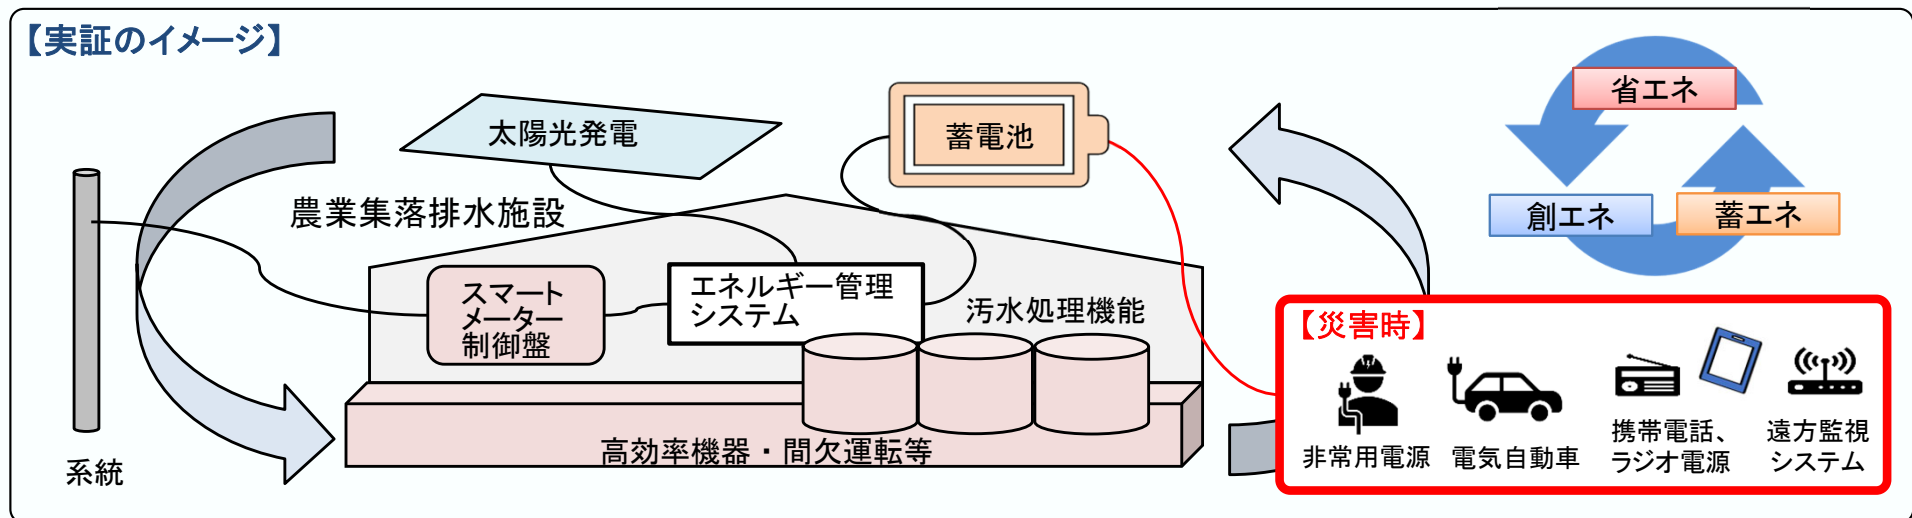 【実証のイメージ】
太陽光発電
蓄電池
省エネ
創エネ
蓄エネ
農業集落排水施設
スマート
メーター
制御盤
エネルギー管理
システム
汚水処理機能
高効率機器・間欠運転等
系統
【災害時】
非常用電源
電気自動車
携帯電話、
ラジオ電源
遠方監視
システム